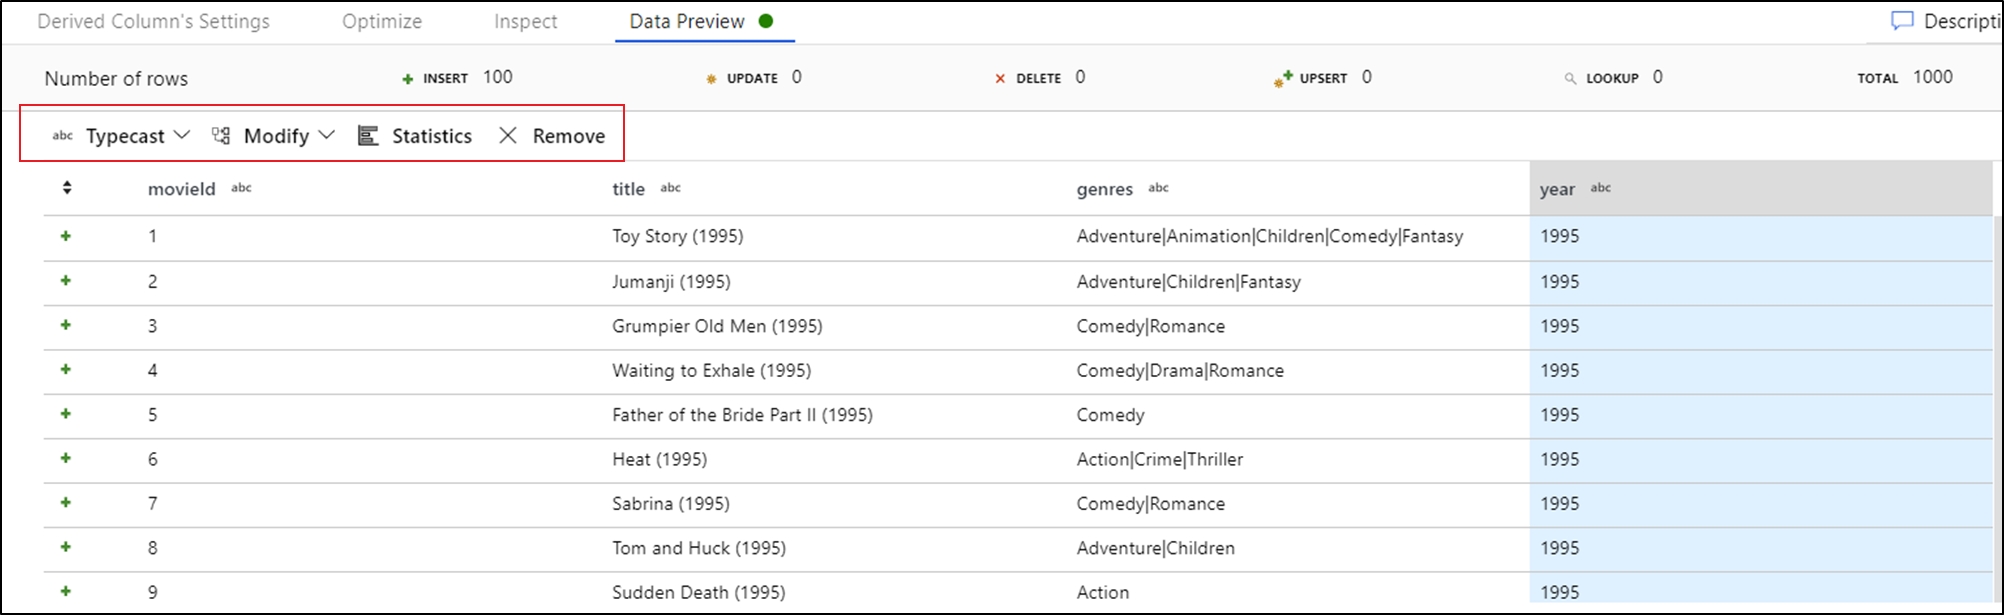 Derived Column's Settings Optimize Inspect Data Preview Descripti
Number of rows INSERT 100 UPDATE 0 DELETE 0 UPSERT 0 LOOKUP 0 TOTAL 1000
abc Typecast Modify Statistics Remove
movieId abc title abc genres abc year abc
1 Toy Story (1995) Adventure|Animation|Children|Comedy|Fantasy 1995
2 Jumanji (1995) Adventure|Children|Fantasy 1995
3 Grumpier Old Men (1995) Comedy|Romance 1995
4 Waiting to Exhale (1995) Comedy|Drama|Romance 1995
5 Father of the Bride Part II (1995) Comedy 1995
6 Heat (1995) Action|Crime|Thriller 1995
7 Sabrina (1995) Comedy|Romance 1995
8 Tom and Huck (1995) Adventure|Children 1995
9 Sudden Death (1995) Action 1995